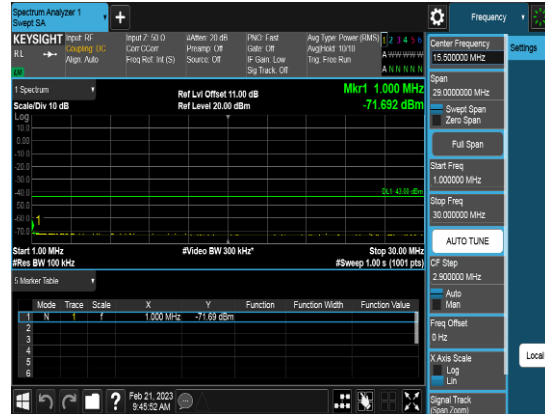 Spectrum Analyzer 1
Swept SA
+
Frequency
KEYSIGHT
RL
Input: RF
Coupling: DC
Align: Auto
Input Z: 50 Ω
Corr CCorr
Freq Ref: Int (S)
#Atten: 20 dB
Preamp: Off
Source: Off
PNO: Fast
Gate: Off
IF Gain: Low
Sig Track: Off
Avg Type: Power (RMS)
Avg|Hold: 10/10
Trig: Free Run
1 2 3 4 5 6
A W W W W W
A N N N N N
LNI
1 Spectrum
Scale/Div 10 dB
Ref Lvl Offset 11.00 dB
Ref Level 20.00 dBm
Mkr1 1.000 MHz
-71.692 dBm
Log
10.0
0.00
-10.0
-20.0
-30.0
-40.0
-50.0
-60.0
-70.0
DL1 -43.00 dBm
1
Start 1.00 MHz
#Res BW 100 kHz
#Video BW 300 kHz*
Stop 30.00 MHz
#Sweep 1.00 s (1001 pts)
5 Marker Table
Mode Trace Scale X Y Function Function Width Function Value
1 N 1 f 1.000 MHz -71.69 dBm
2
3
4
5
6
Feb 21, 2023
9:45:52 AM
?
Center Frequency
15.500000 MHz
Span
29.0000000 MHz
Swept Span
Zero Span
Full Span
Start Freq
1.000000 MHz
Stop Freq
30.000000 MHz
AUTO TUNE
CF Step
2.900000 MHz
Auto
Man
Freq Offset
0 Hz
X Axis Scale
Log
Lin
Signal Track
(Span Zoom)
Settings
Local